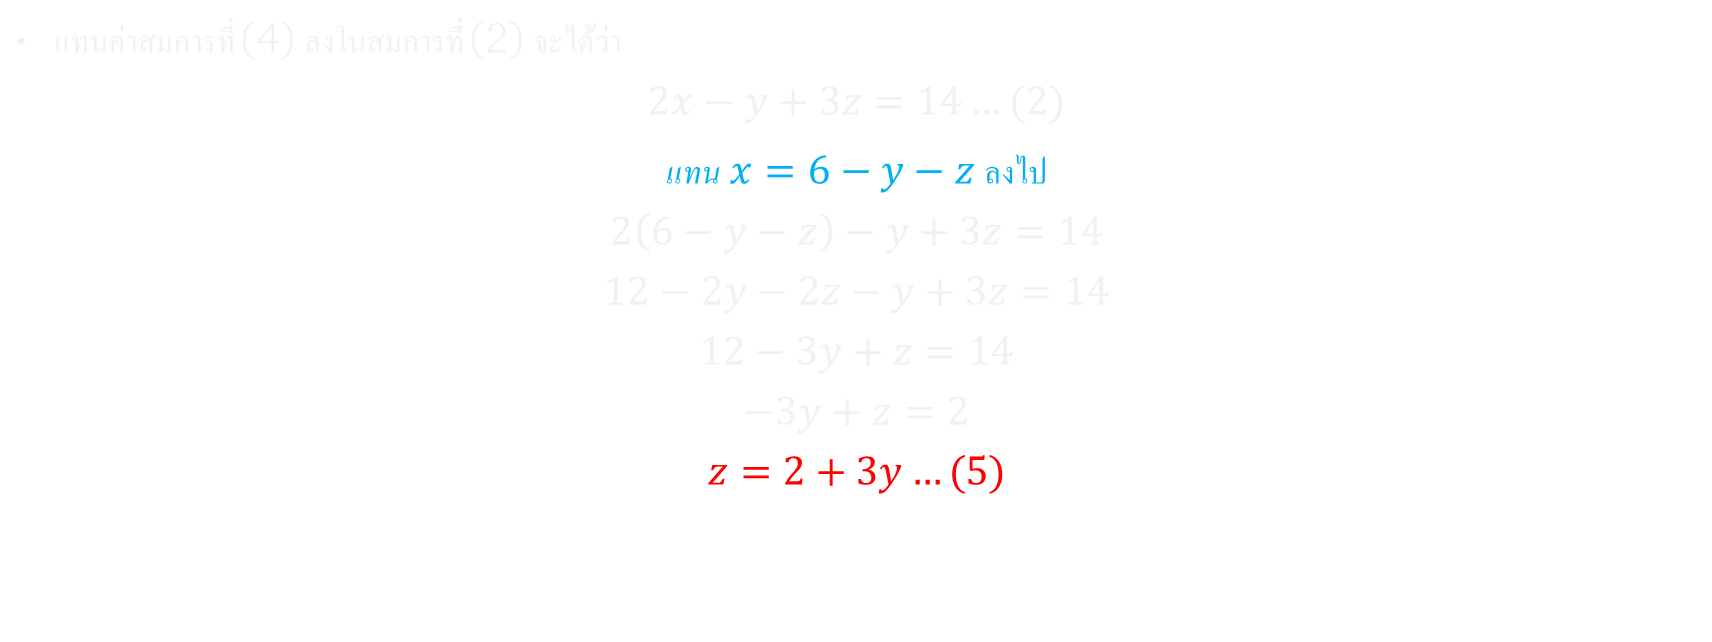 • แทนค่าสมการที่ (4) ลงในสมการที่ (2) จะได้ว่า
2x − y + 3z = 14 … (2)
แทน x = 6 − y − z ลงไป
2(6 − y − z) − y + 3z = 14
12 − 2y − 2z − y + 3z = 14
12 − 3y + z = 14
−3y + z = 2
z = 2 + 3y … (5)